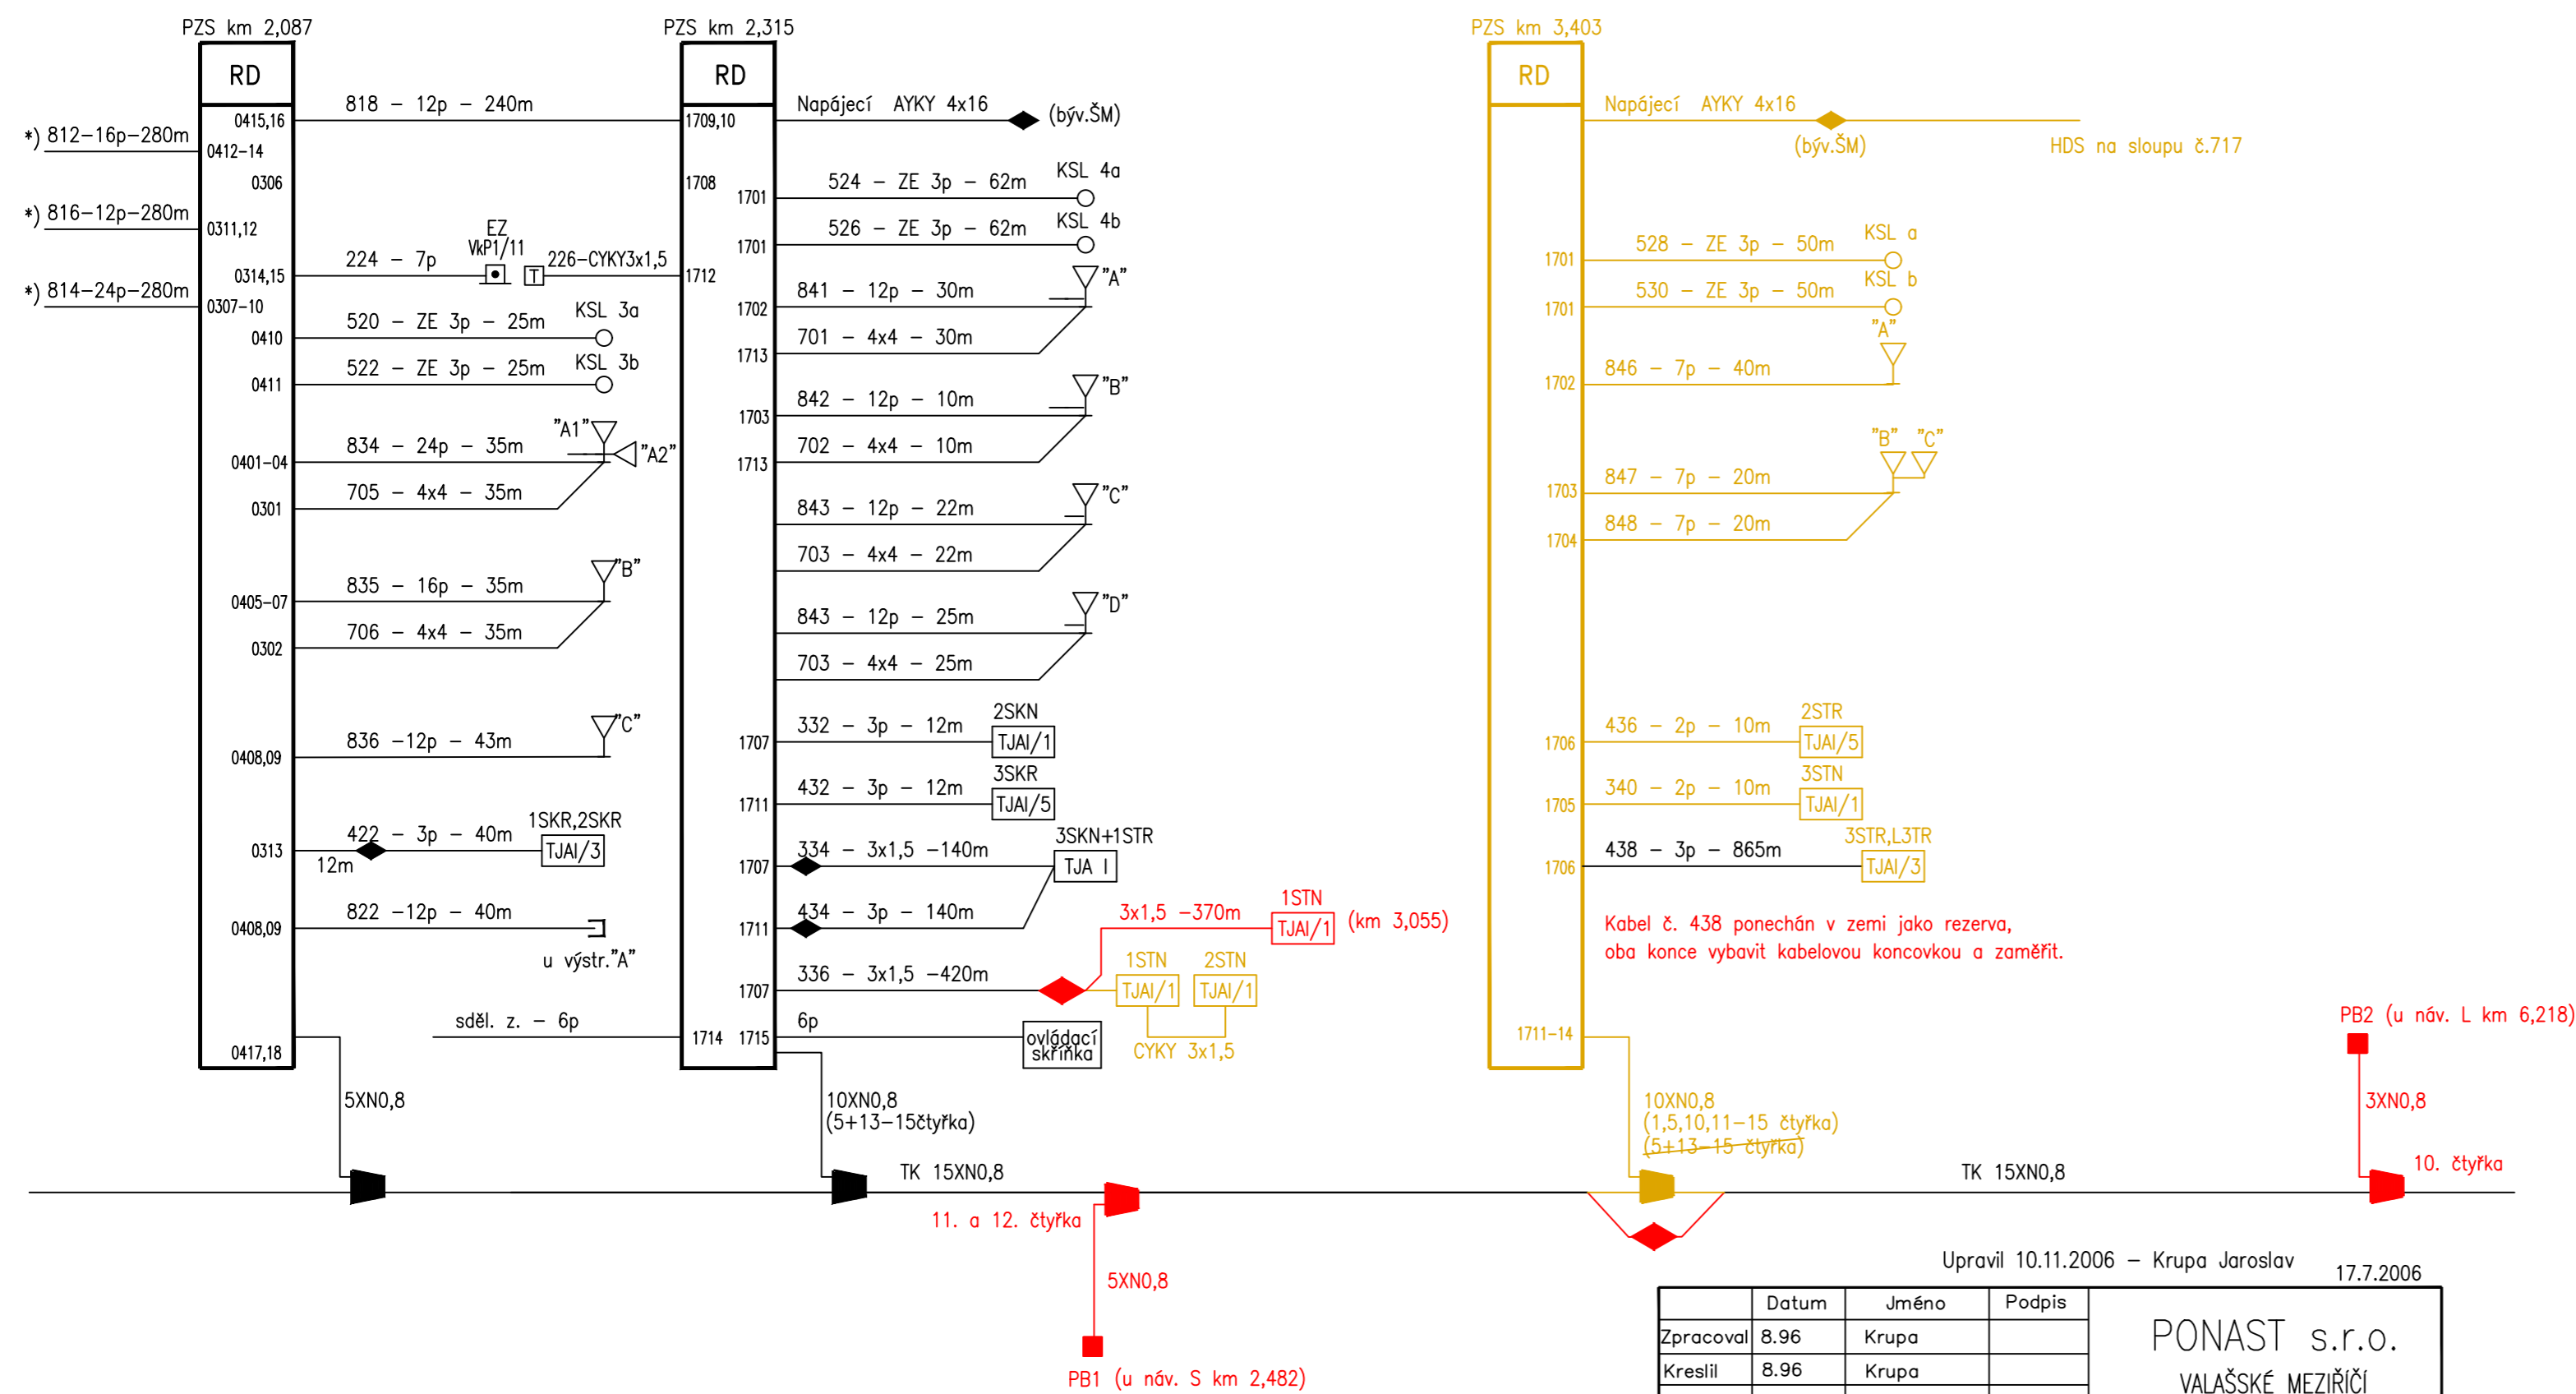 PZS km 2,087
RD
0415,16
818 - 12p - 240m
*) 812-16p-280m
0412-14
0306
*) 816-12p-280m
0311,12
EZ
VkP1/11
224 - 7p
T
226-CYKY3x1,5
0314,15
*) 814-24p-280m
0307-10
520 - ZE 3p - 25m
KSL 3a
0410
522 - ZE 3p - 25m
KSL 3b
0411
"A1"
834 - 24p - 35m
"A2"
0401-04
705 - 4x4 - 35m
0301
835 - 16p - 35m
"B"
0405-07
706 - 4x4 - 35m
0302
836 -12p - 43m
"C"
0408,09
1SKR,2SKR
422 - 3p - 40m
0313
TJAI/3
12m
822 -12p - 40m
0408,09
u výstr."A"
sděl. z. - 6p
0417,18
5XN0,8
PZS km 2,315
RD
1709,10
Napájecí AYKY 4x16
(býv.ŠM)
1708
524 - ZE 3p - 62m
KSL 4a
1701
526 - ZE 3p - 62m
KSL 4b
1701
1712
841 - 12p - 30m
"A"
1702
701 - 4x4 - 30m
1713
842 - 12p - 10m
"B"
1703
702 - 4x4 - 10m
1713
843 - 12p - 22m
"C"
703 - 4x4 - 22m
843 - 12p - 25m
"D"
703 - 4x4 - 25m
332 - 3p - 12m
2SKN
1707
TJAI/1
432 - 3p - 12m
3SKR
1711
TJAI/5
334 - 3x1,5 -140m
3SKN+1STR
1707
TJA I
434 - 3p - 140m
1711
3x1,5 -370m
1STN
TJAI/1
(km 3,055)
336 - 3x1,5 -420m
1707
1STN
2STN
TJAI/1
TJAI/1
CYKY 3x1,5
1714
1715
6p
ovládací
skříňka
10XN0,8
(5+13-15čtyřka)
TK 15XN0,8
11. a 12. čtyřka
5XN0,8
PB1 (u náv. S km 2,482)
PZS km 3,403
RD
Napájecí AYKY 4x16
(býv.ŠM)
HDS na sloupu č.717
528 - ZE 3p - 50m
KSL a
1701
530 - ZE 3p - 50m
KSL b
1701
"A"
846 - 7p - 40m
1702
"B"
"C"
847 - 7p - 20m
1703
848 - 7p - 20m
1704
436 - 2p - 10m
2STR
1706
TJAI/5
340 - 2p - 10m
3STN
1705
TJAI/1
438 - 3p - 865m
3STR,L3TR
1706
TJAI/3
Kabel č. 438 ponechán v zemi jako rezerva,
oba konce vybavit kabelovou koncovkou a zaměřit.
1711-14
10XN0,8
(1,5,10,11-15 čtyřka)
(5+13-15 čtyřka)
TK 15XN0,8
PB2 (u náv. L km 6,218)
3XN0,8
10. čtyřka
Upravil 10.11.2006 - Krupa Jaroslav
17.7.2006
Datum Jméno Podpis
Zpracoval 8.96 Krupa
Kreslil 8.96 Krupa
PONAST s.r.o.
VALAŠSKÉ MEZIŘÍČÍ